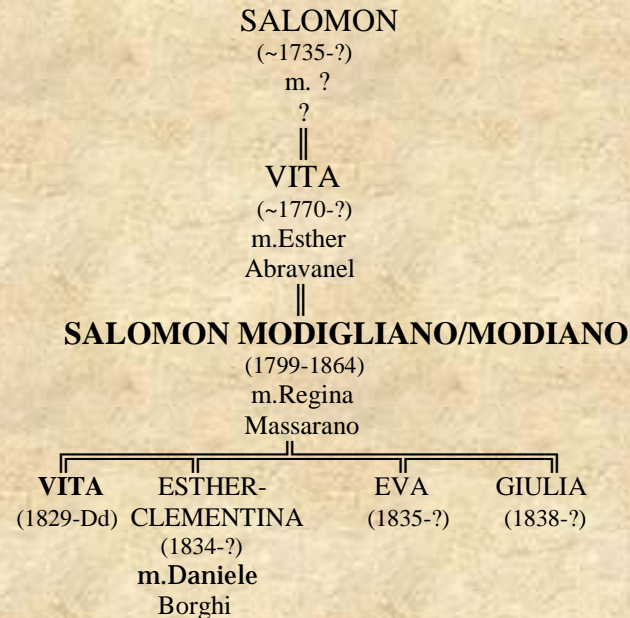 SALOMON
(~1735-?)
m. ?
?
VITA
(~1770-?)
m.Esther
Abravanel
SALOMON MODIGLIANO/MODIANO
(1799-1864)
m.Regina
Massarano
VITA ESTHER- EVA GIULIA
(1829-Dd) CLEMENTINA (1835-?) (1838-?)
(1834-?)
m.Daniele
Borghi